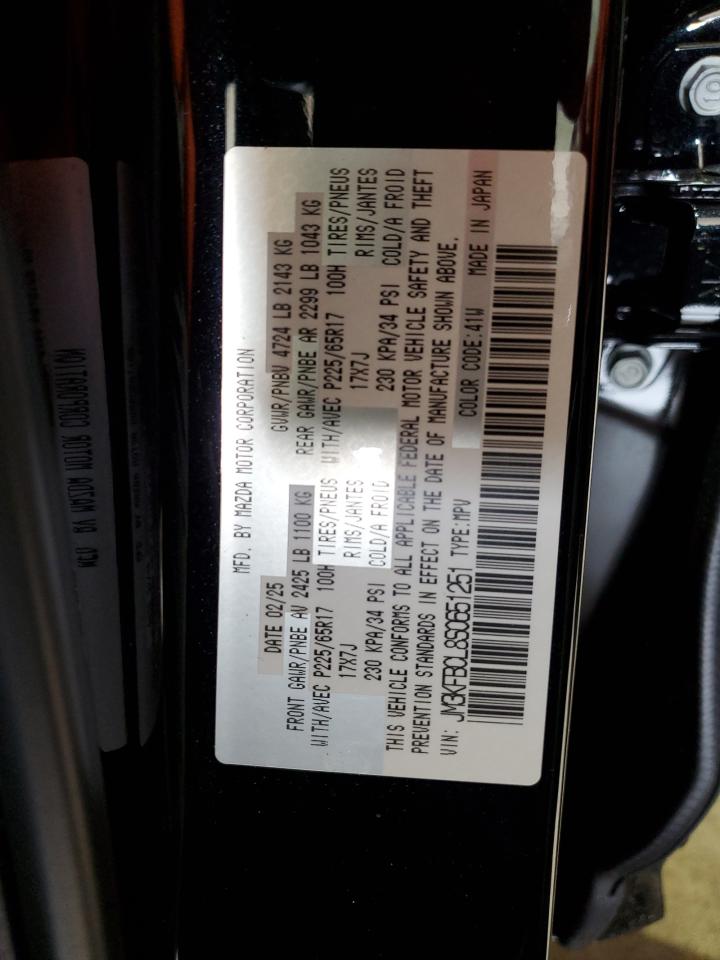 MFD. BY MAZDA MOTOR CORPORATION
DATE 02/25 GVWR/PNBV 4724 LB 2143 KG
FRONT GAWR/PNBE AV 2425 LB 1100 KG REAR GAWR/PNBE AR 2299 LB 1043 KG
WITH/AVEC P225/65R17 100H TIRES/PNEUS WITH/AVEC P225/65R17 100H TIRES/PNEUS
17X7J RIMS/JANTES 17X7J RIMS/JANTES
230 KPA/34 PSI COLD/A FROID 230 KPA/34 PSI COLD/A FROID
THIS VEHICLE CONFORMS TO ALL APPLICABLE FEDERAL MOTOR VEHICLE SAFETY AND THEFT
PREVENTION STANDARDS IN EFFECT ON THE DATE OF MANUFACTURE SHOWN ABOVE.
VIN: JM3KFBCL8S0651251 TYPE:MPV COLOR CODE:41W MADE IN JAPAN
10